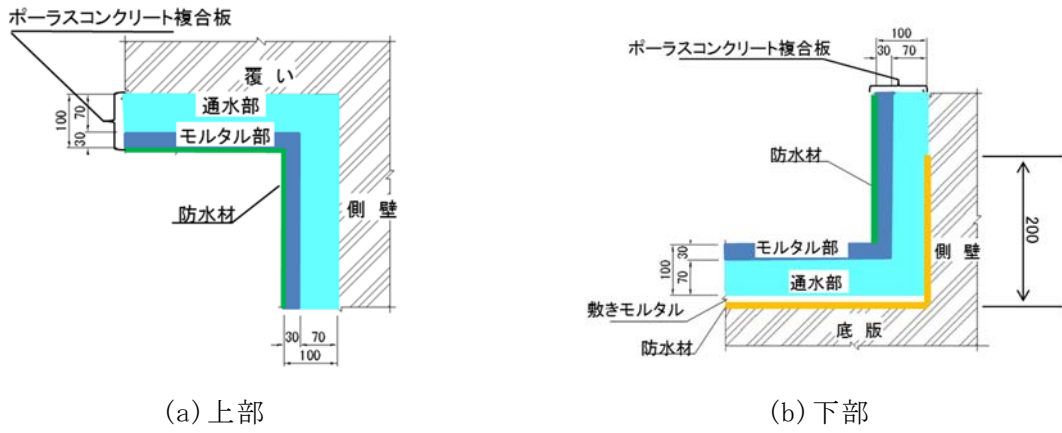 ポーラスコンクリート複合板
覆い
通水部
モルタル部
100
70
30
防水材
側壁
30
70
100
(a)上部
ポーラスコンクリート複合板
100
30
70
防水材
側壁
200
モルタル部
通水部
100
30
70
敷きモルタル
防水材
底版
(b)下部